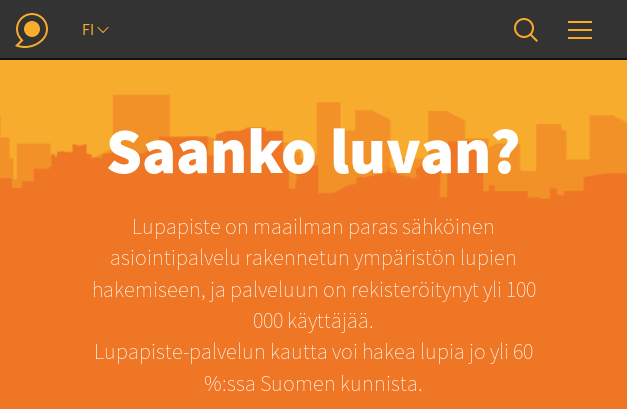 FI
Saanko luvan?
Lupapiste on maailman paras sähköinen
asiointipalvelu rakennetun ympäristön lupien
hakemiseen, ja palveluun on rekisteröitynyt yli 100
000 käyttäjää.
Lupapiste-palvelun kautta voi hakea lupia jo yli 60
%:ssa Suomen kunnista.